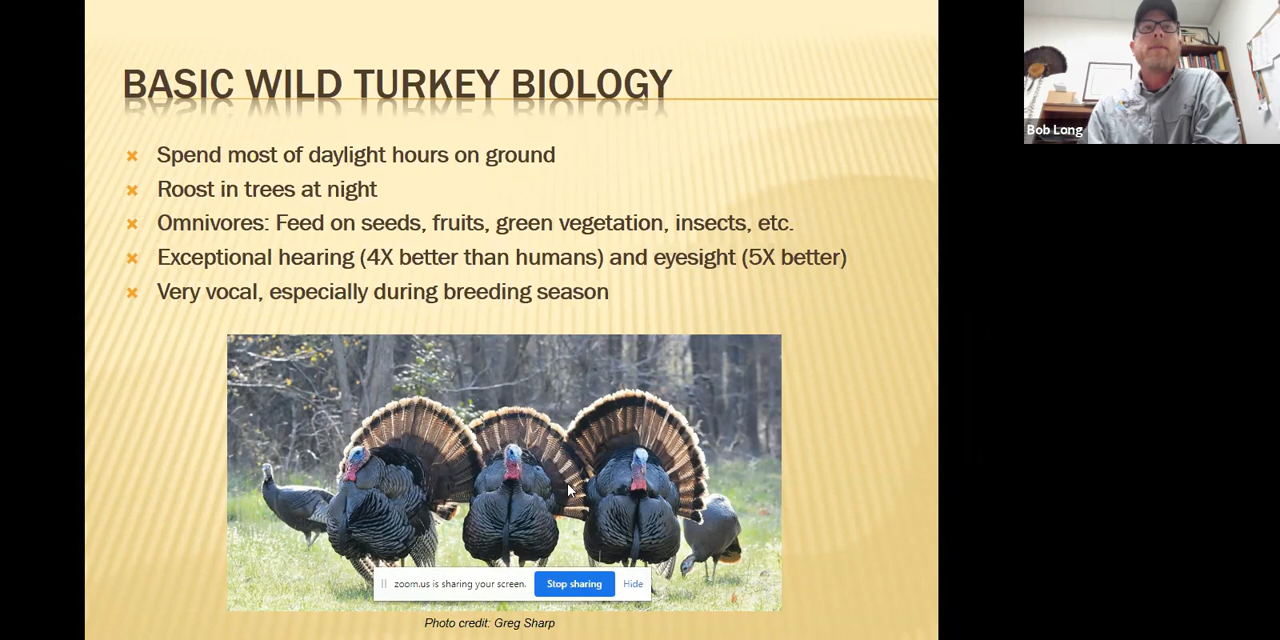 BASIC WILD TURKEY BIOLOGY
Spend most of daylight hours on ground
Roost in trees at night
Omnivores: Feed on seeds, fruits, green vegetation, insects, etc.
Exceptional hearing (4X better than humans) and eyesight (5X better)
Very vocal, especially during breeding season
zoom.us is sharing your screen. Stop sharing Hide
Photo credit: Greg Sharp
Bob Long